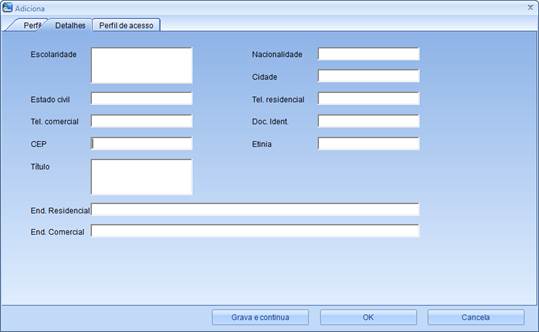 Adiciona
Perfil Detalhes Perfil de acesso
Escolaridade Nacionalidade
Cidade
Estado civil Tel. residencial
Tel. comercial Doc. Ident.
CEP Etinia
Título
End. Residencial
End. Comercial
Grava e continua OK Cancela